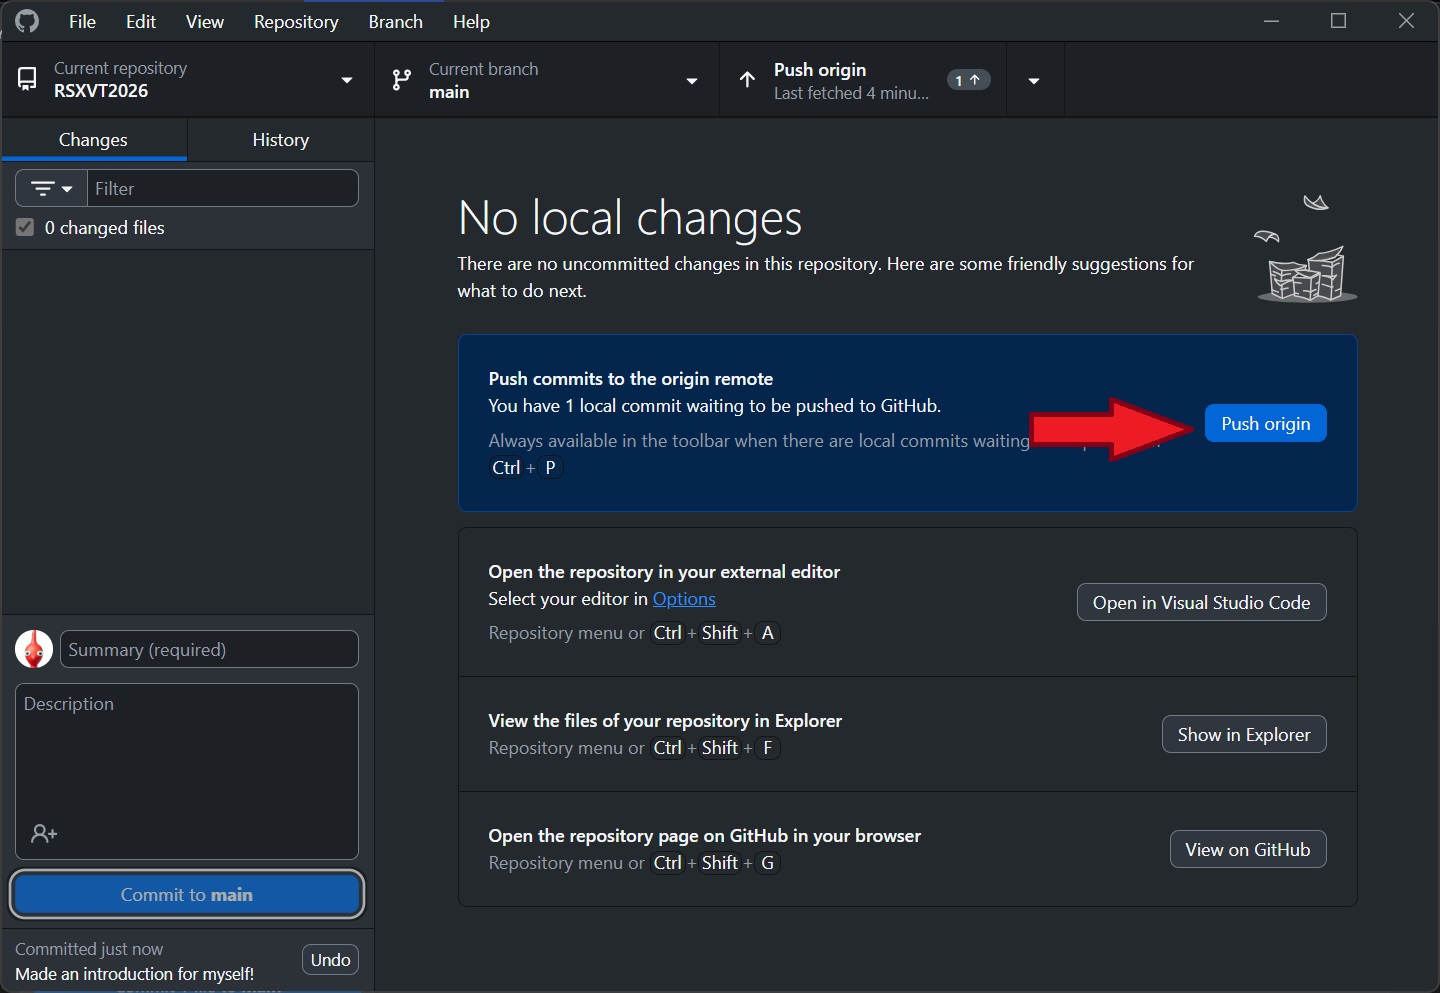 File Edit View Repository Branch Help
Current repository
RSXVT2026
Current branch
main
Push origin
Last fetched 4 minu...
1
Changes
History
Filter
0 changed files
No local changes
There are no uncommitted changes in this repository. Here are some friendly suggestions for
what to do next.
Push commits to the origin remote
You have 1 local commit waiting to be pushed to GitHub.
Always available in the toolbar when there are local commits waiting
Ctrl + P
Push origin
Open the repository in your external editor
Select your editor in Options
Repository menu or Ctrl + Shift + A
Open in Visual Studio Code
View the files of your repository in Explorer
Repository menu or Ctrl + Shift + F
Show in Explorer
Open the repository page on GitHub in your browser
Repository menu or Ctrl + Shift + G
View on GitHub
Summary (required)
Description
Commit to main
Committed just now
Made an introduction for myself!
Undo